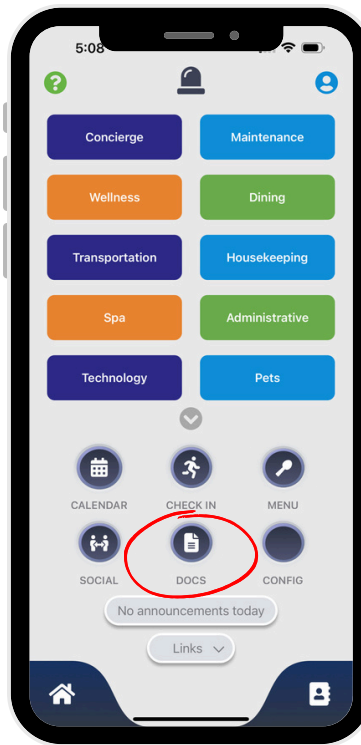 5:08
?
Concierge Maintenance
Wellness Dining
Transportation Housekeeping
Spa Administrative
Technology Pets
CALENDAR CHECK IN MENU
SOCIAL DOCS CONFIG
No announcements today
Links